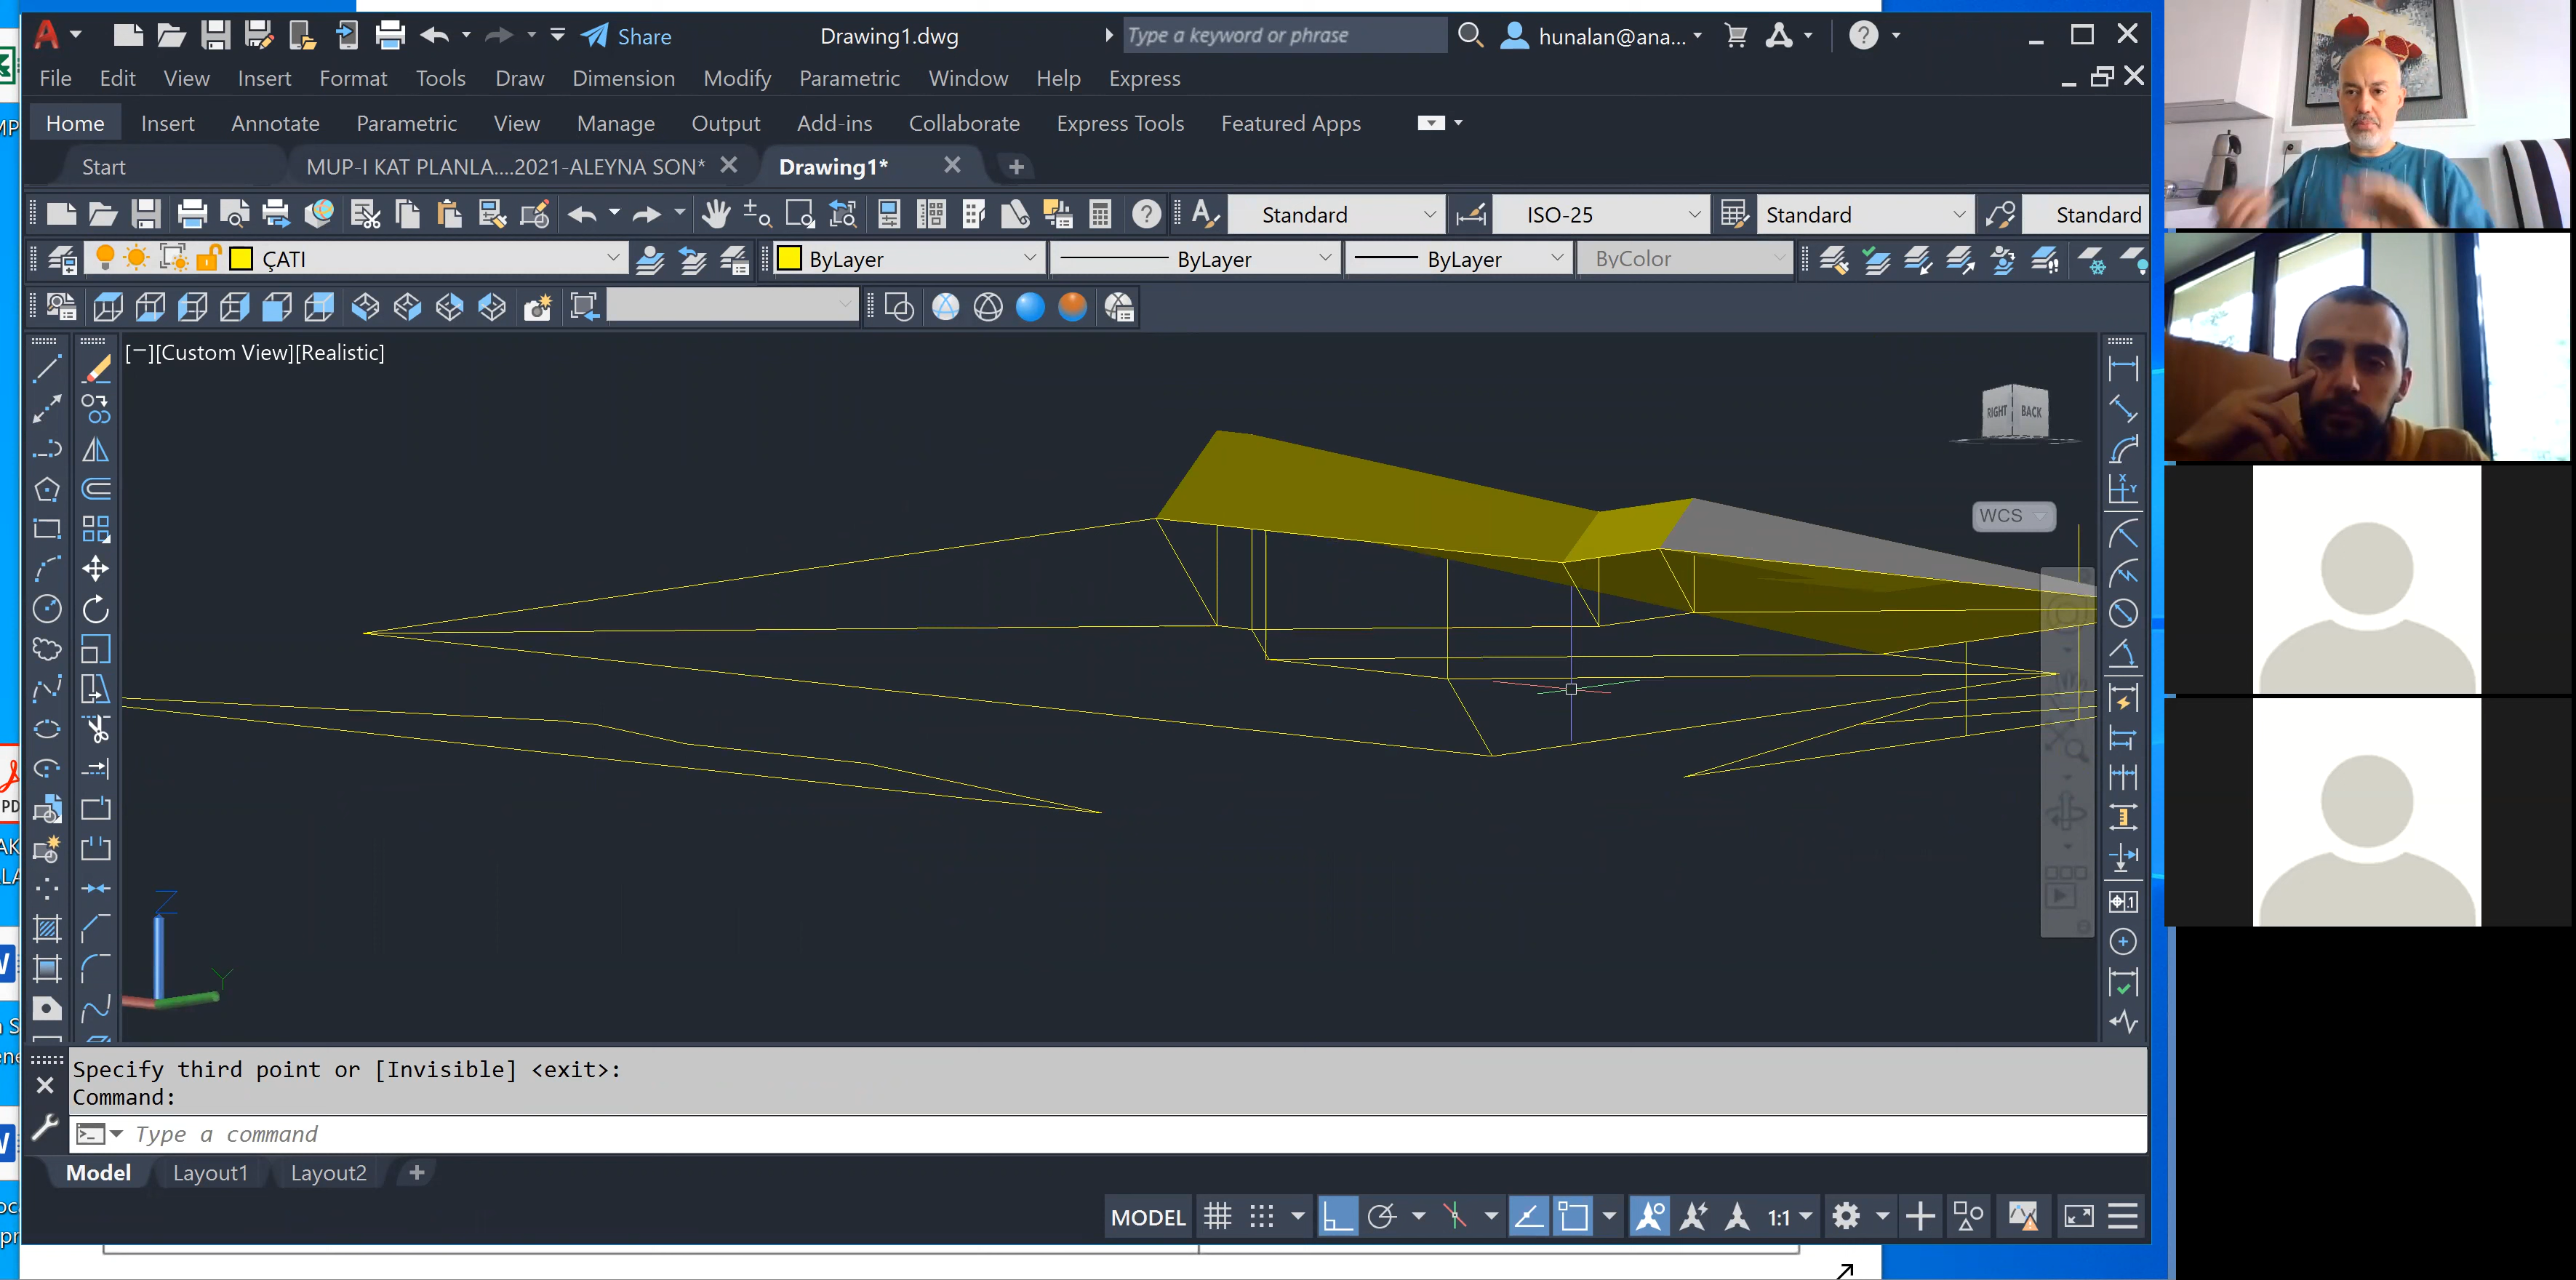 Share
Drawing1.dwg
Type a keyword or phrase
hunalan@ana...
File Edit View Insert Format Tools Draw Dimension Modify Parametric Window Help Express
Home Insert Annotate Parametric View Manage Output Add-ins Collaborate Express Tools Featured Apps
Start MUP-I KAT PLANLA....2021-ALEYNA SON* Drawing1*
Standard ISO-25 Standard Standard
ÇATI ByLayer ByLayer ByLayer ByColor
[−][Custom View][Realistic]
RIGHT BACK
WCS
Z
Y
Specify third point or [Invisible] <exit>:
Command:
Type a command
Model Layout1 Layout2
MODEL 1:1